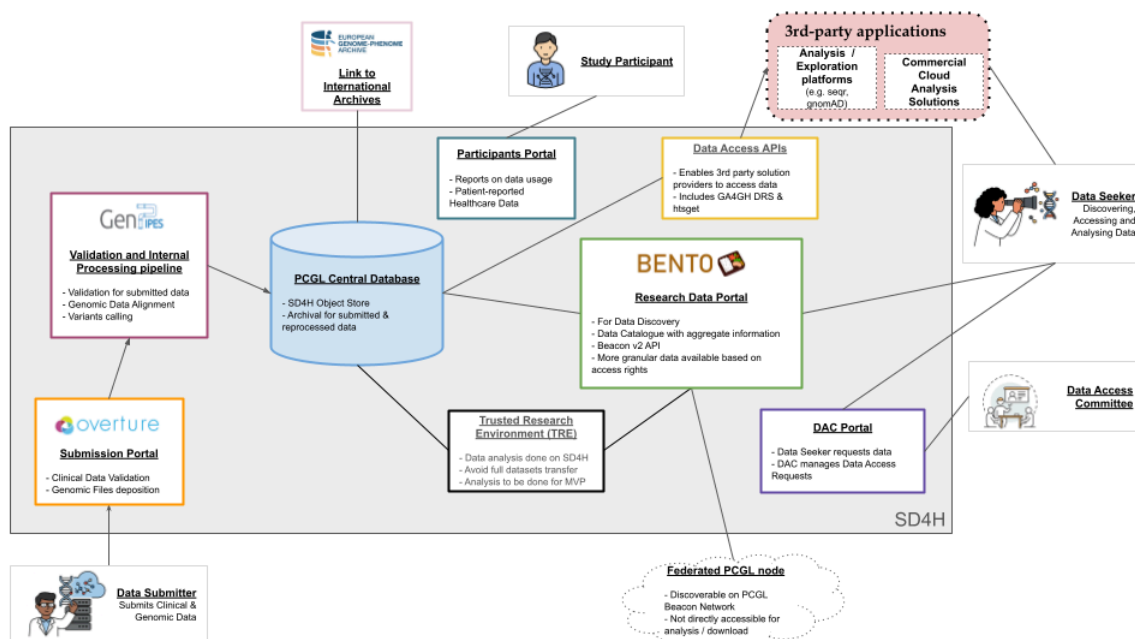 EUROPEAN
GENOME-PHENOME
ARCHIVE
Link to
International
Archives
Study Participant
3rd-party applications
Analysis /
Exploration
platforms
(e.g. seqr,
gnomAD)
Commercial
Cloud
Analysis
Solutions
Participants Portal
- Reports on data usage
- Patient-reported
Healthcare Data
Data Access APIs
- Enables 3rd party solution
providers to access data
- Includes GA4GH DRS &
htsget
Data Seeker
Discovering,
Accessing and
Analysing Data
GenPIPES
Validation and Internal
Processing pipeline
- Validation for submitted data
- Genomic Data Alignment
- Variants calling
PCGL Central Database
- SD4H Object Store
- Archival for submitted &
reprocessed data
BENTO
Research Data Portal
- For Data Discovery
- Data Catalogue with aggregate information
- Beacon v2 API
- More granular data available based on
access rights
Data Access
Committee
overture
Submission Portal
- Clinical Data Validation
- Genomic Files deposition
Trusted Research
Environment (TRE)
- Data analysis done on SD4H
- Avoid full datasets transfer
- Analysis to be done for MVP
DAC Portal
- Data Seeker requests data
- DAC manages Data Access
Requests
SD4H
Data Submitter
Submits Clinical &
Genomic Data
Federated PCGL node
- Discoverable on PCGL
Beacon Network
- Not directly accessible for
analysis / download